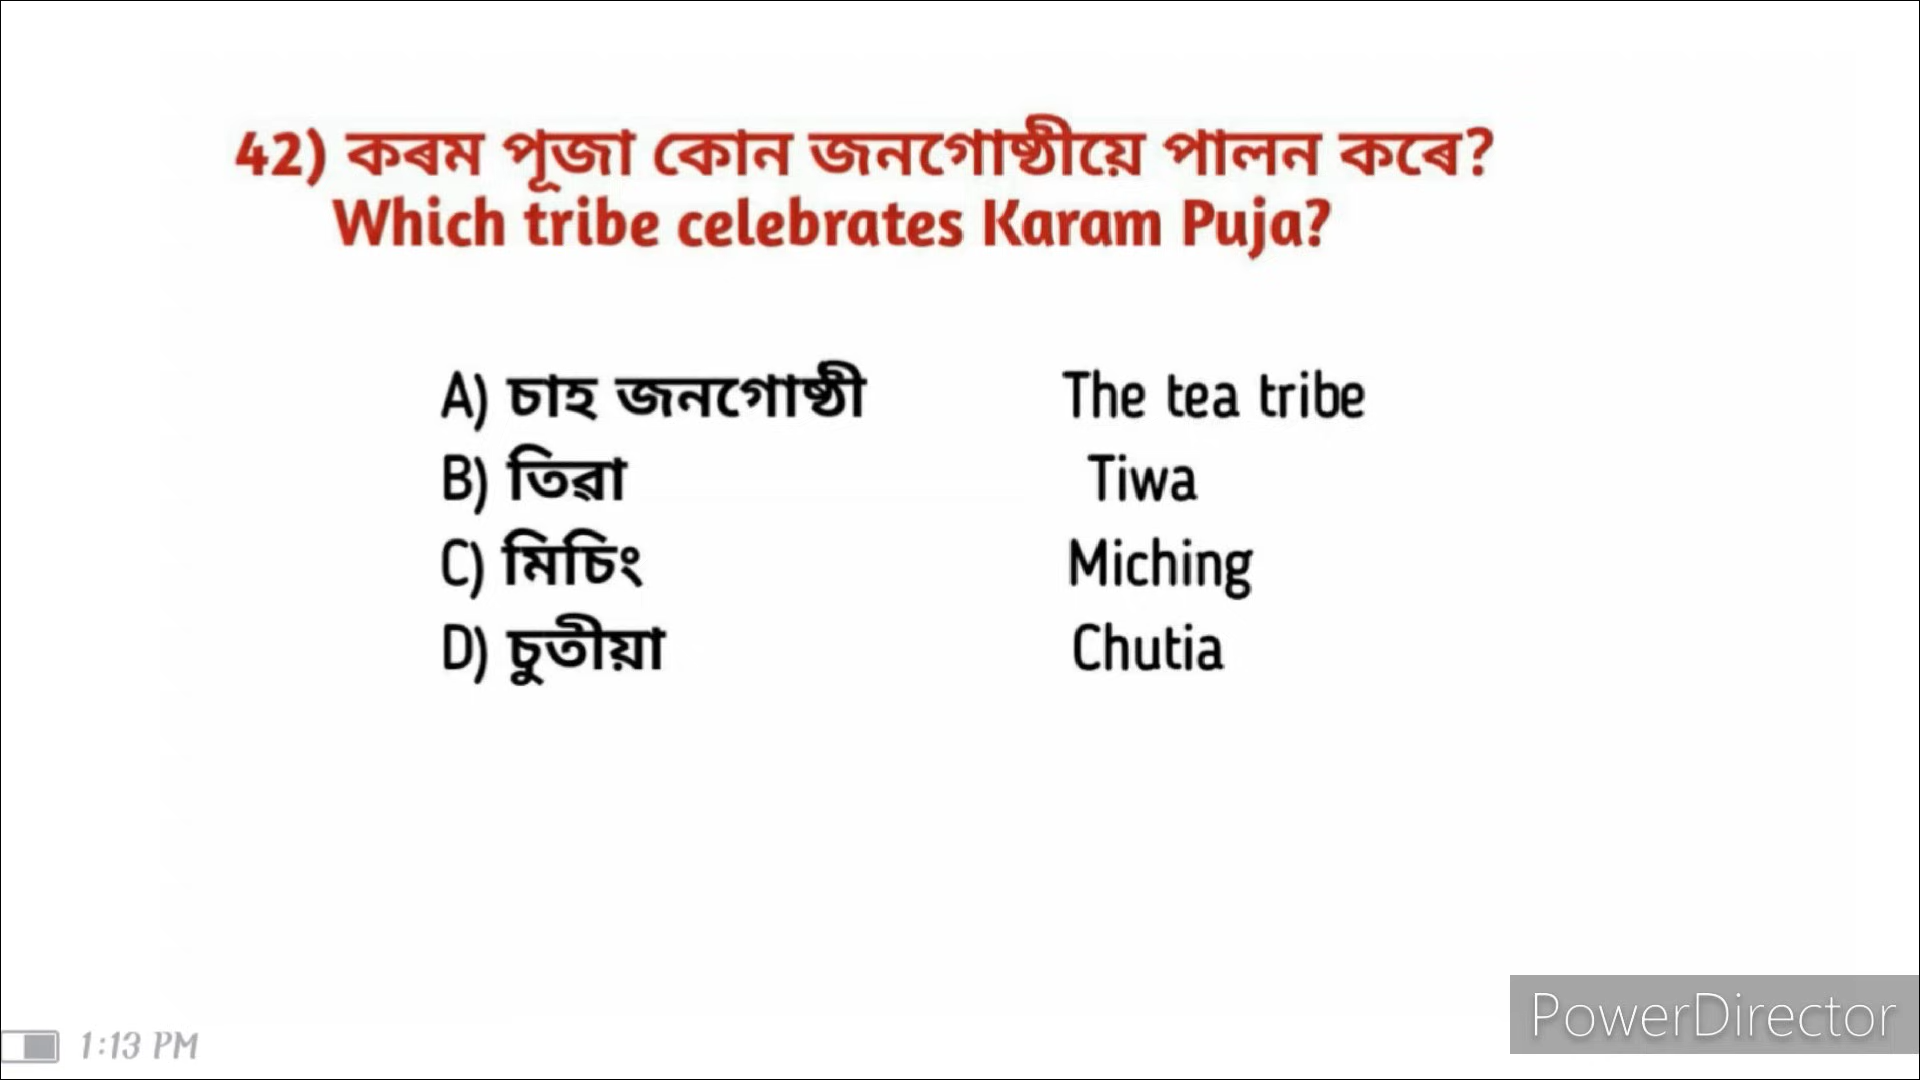 42) কৰম পূজা কোন জনগোষ্ঠীয়ে পালন কৰে?
Which tribe celebrates Karam Puja?
A) চাহ জনগোষ্ঠী The tea tribe
B) তিৱা Tiwa
C) মিচিং Miching
D) চুতীয়া Chutia
1:13 PM
PowerDirector